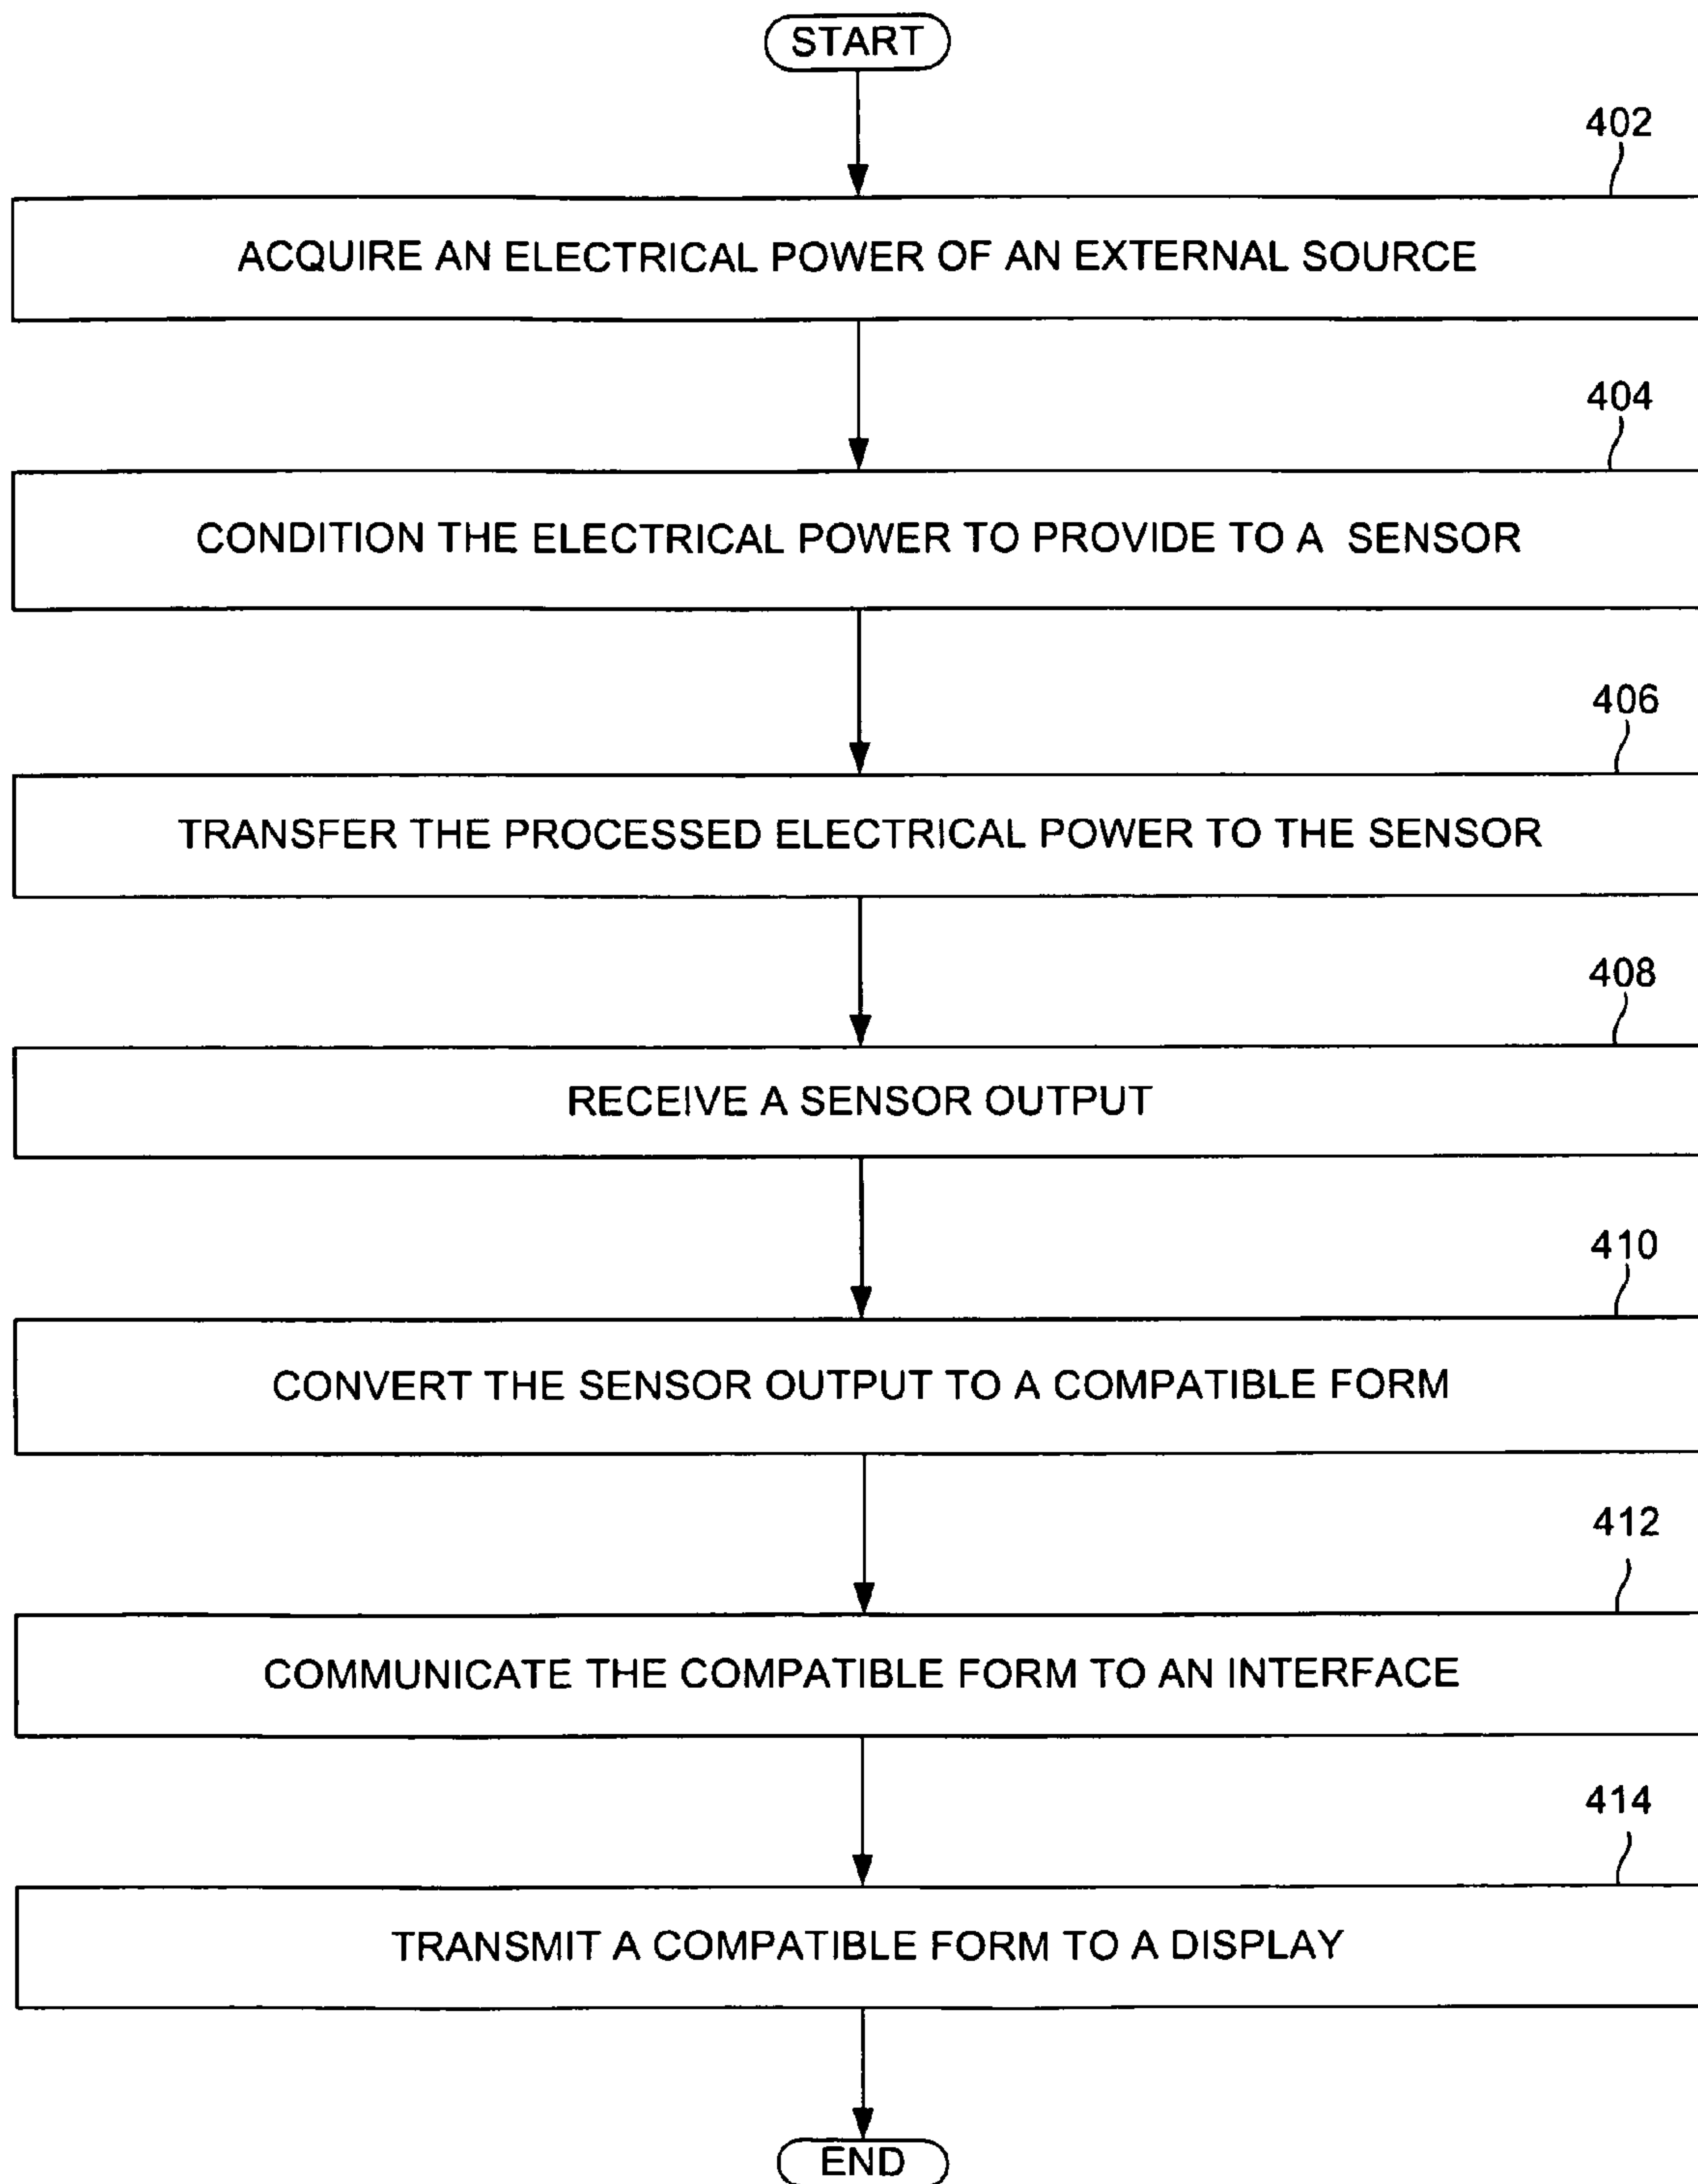 START
402
ACQUIRE AN ELECTRICAL POWER OF AN EXTERNAL SOURCE
404
CONDITION THE ELECTRICAL POWER TO PROVIDE TO A SENSOR
406
TRANSFER THE PROCESSED ELECTRICAL POWER TO THE SENSOR
408
RECEIVE A SENSOR OUTPUT
410
CONVERT THE SENSOR OUTPUT TO A COMPATIBLE FORM
412
COMMUNICATE THE COMPATIBLE FORM TO AN INTERFACE
414
TRANSMIT A COMPATIBLE FORM TO A DISPLAY
END